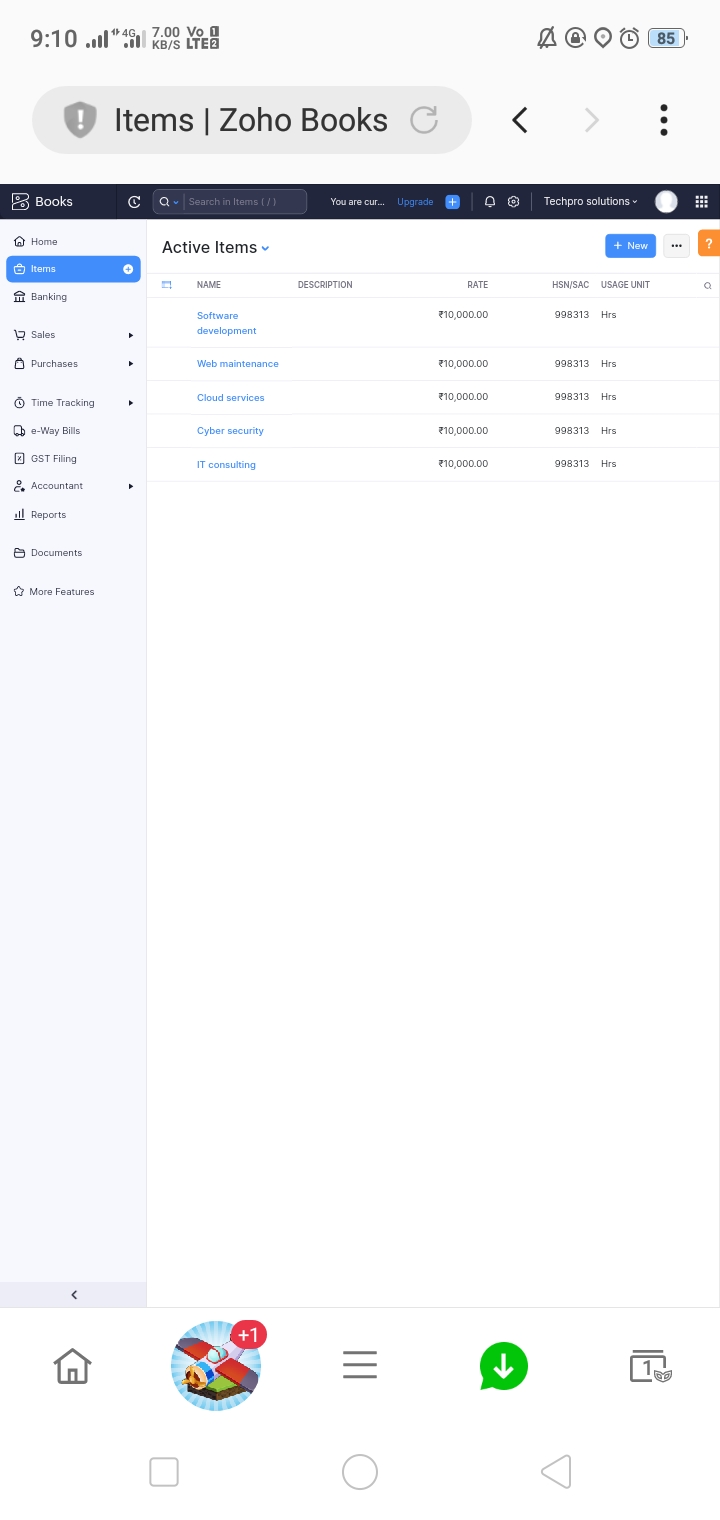 9:10 4G 7.00 KB/S Vo 1 LTE 2 85
Items | Zoho Books
Books Search in Items ( / ) You are cur... Upgrade Techpro solutions
Home
Items
Banking
Sales
Purchases
Time Tracking
e-Way Bills
GST Filing
Accountant
Reports
Documents
More Features
Active Items + New ... ?
NAME DESCRIPTION RATE HSN/SAC USAGE UNIT
Software development ₹10,000.00 998313 Hrs
Web maintenance ₹10,000.00 998313 Hrs
Cloud services ₹10,000.00 998313 Hrs
Cyber security ₹10,000.00 998313 Hrs
IT consulting ₹10,000.00 998313 Hrs
+1
1